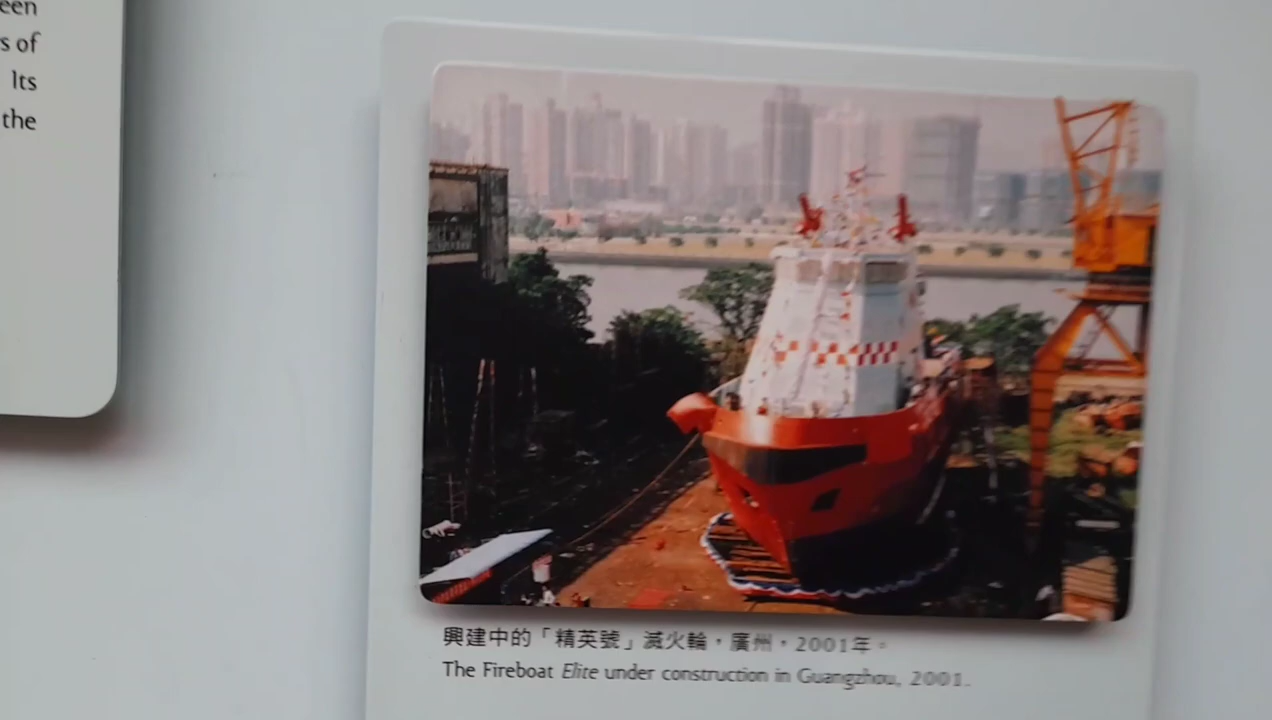 een
s of
Its
the
興建中的「精英號」滅火輪，廣州，2001年。
The Fireboat Elite under construction in Guangzhou, 2001.